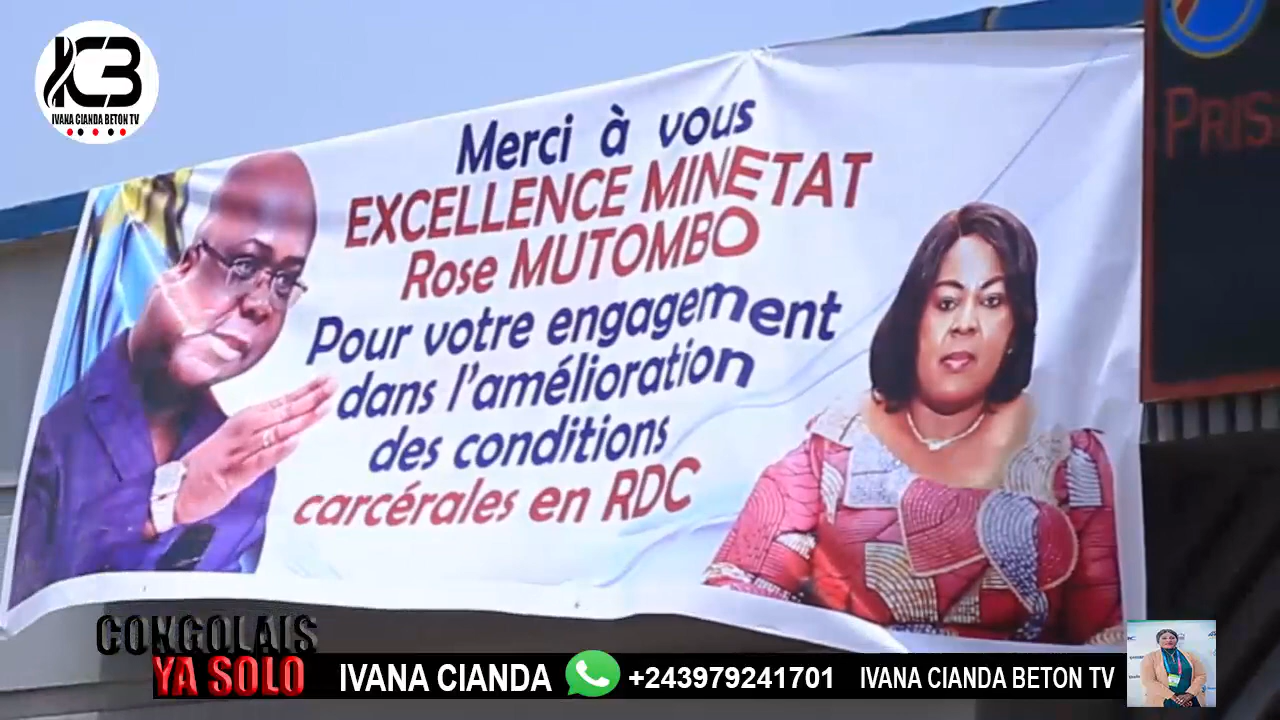 IVANA CIANDA BETON TV
Merci à vous
EXCELLENCE MINETAT
Rose MUTOMBO
Pour votre engagement
dans l'amélioration
des conditions
carcérales en RDC
PRIS
CONGOLAIS
YA SOLO
IVANA CIANDA
+243979241701
IVANA CIANDA BETON TV